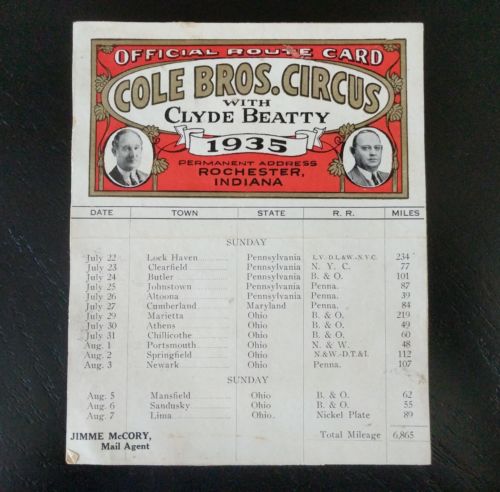 OFFICIAL ROUTE CARD
COLE BROS. CIRCUS
WITH
CLYDE BEATTY
1935
PERMANENT ADDRESS
ROCHESTER,
INDIANA
DATE TOWN STATE R. R. MILES
SUNDAY
July 22 Lock Haven Pennsylvania L.V.-D.L.&W.-N.Y.C. 234
July 23 Clearfield Pennsylvania N. Y. C. 77
July 24 Butler Pennsylvania B. & O. 101
July 25 Johnstown Pennsylvania Penna. 87
July 26 Altoona Pennsylvania Penna. 39
July 27 Cumberland Maryland Penna. 84
July 29 Marietta Ohio B. & O. 219
July 30 Athens Ohio B. & O. 49
July 31 Chillicothe Ohio B. & O. 60
Aug. 1 Portsmouth Ohio N. & W. 48
Aug. 2 Springfield Ohio N.&W.-D.T.&I. 112
Aug. 3 Newark Ohio Penna. 107
SUNDAY
Aug. 5 Mansfield Ohio B. & O. 62
Aug. 6 Sandusky Ohio B. & O. 55
Aug. 7 Lima Ohio. Nickel Plate 89
JIMME McCORY, Total Mileage 6,865
Mail Agent